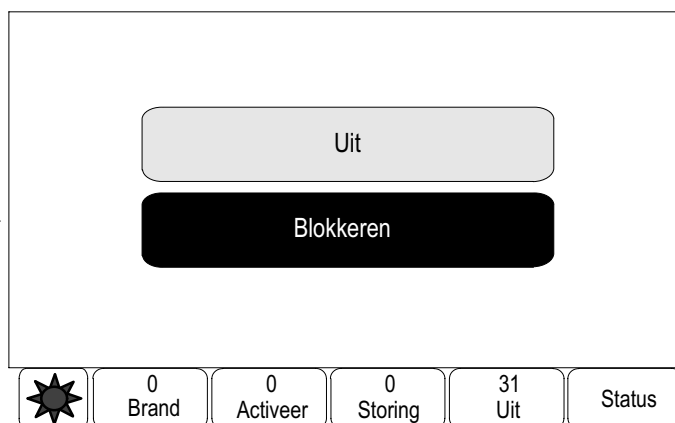 Uit
Blokkeren
0 Brand
0 Activeer
0 Storing
31 Uit
Status